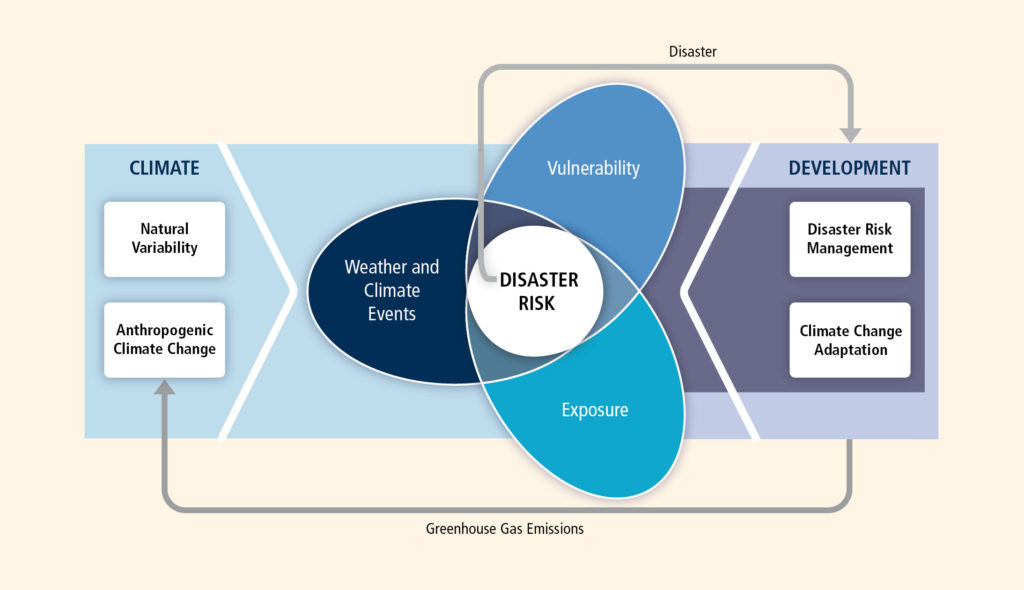 Disaster
CLIMATE
Natural
Variability
Anthropogenic
Climate Change
Weather and
Climate
Events
Vulnerability
DISASTER
RISK
Exposure
DEVELOPMENT
Disaster Risk
Management
Climate Change
Adaptation
Greenhouse Gas Emissions